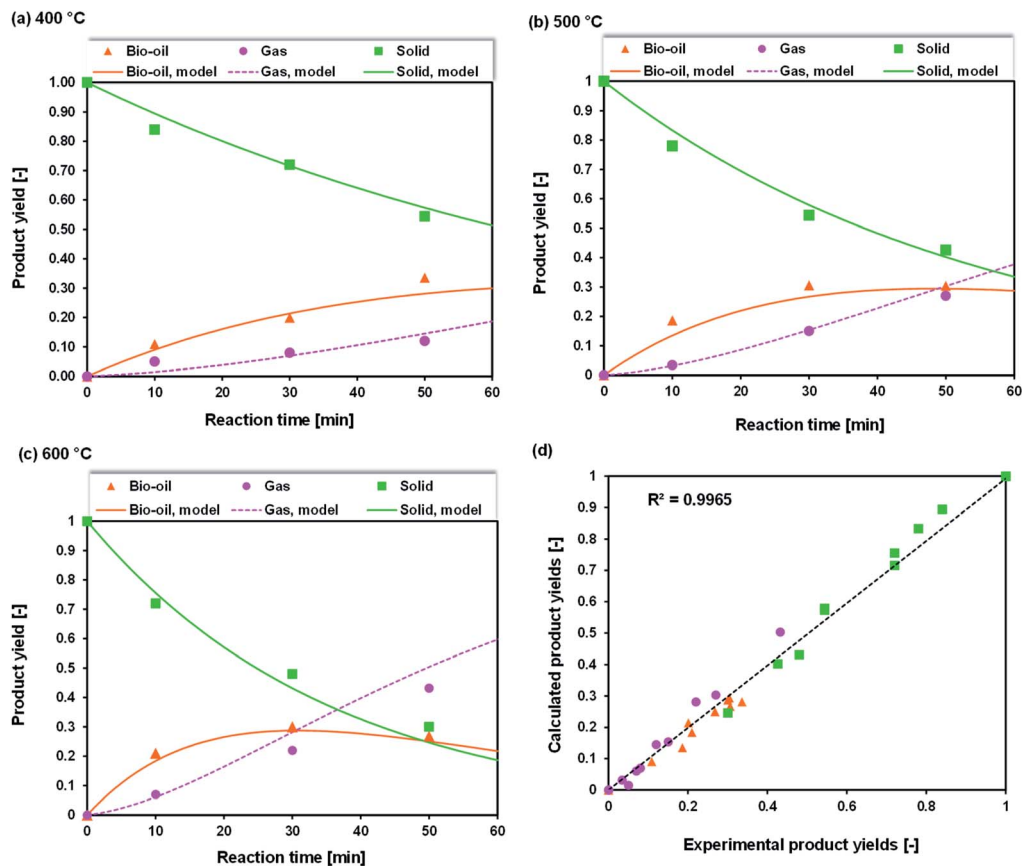 (a) 400 °C
Bio-oil Gas Solid
Bio-oil, model Gas, model Solid, model
1.00
0.90
0.80
0.70
0.60
0.50
0.40
0.30
0.20
0.10
0.00
0 10 20 30 40 50 60
Product yield [-]
Reaction time [min]
(b) 500 °C
Bio-oil Gas Solid
Bio-oil, model Gas, model Solid, model
1
0.9
0.8
0.7
0.6
0.5
0.4
0.3
0.2
0.1
0
0 10 20 30 40 50 60
Product yield [-]
Reaction time [min]
(c) 600 °C
Bio-oil Gas Solid
Bio-oil, model Gas, model Solid, model
1
0.9
0.8
0.7
0.6
0.5
0.4
0.3
0.2
0.1
0
0 10 20 30 40 50 60
Product yield [-]
Reaction time [min]
(d)
R² = 0.9965
1
0.9
0.8
0.7
0.6
0.5
0.4
0.3
0.2
0.1
0
0 0.2 0.4 0.6 0.8 1
Calculated product yields [-]
Experimental product yields [-]